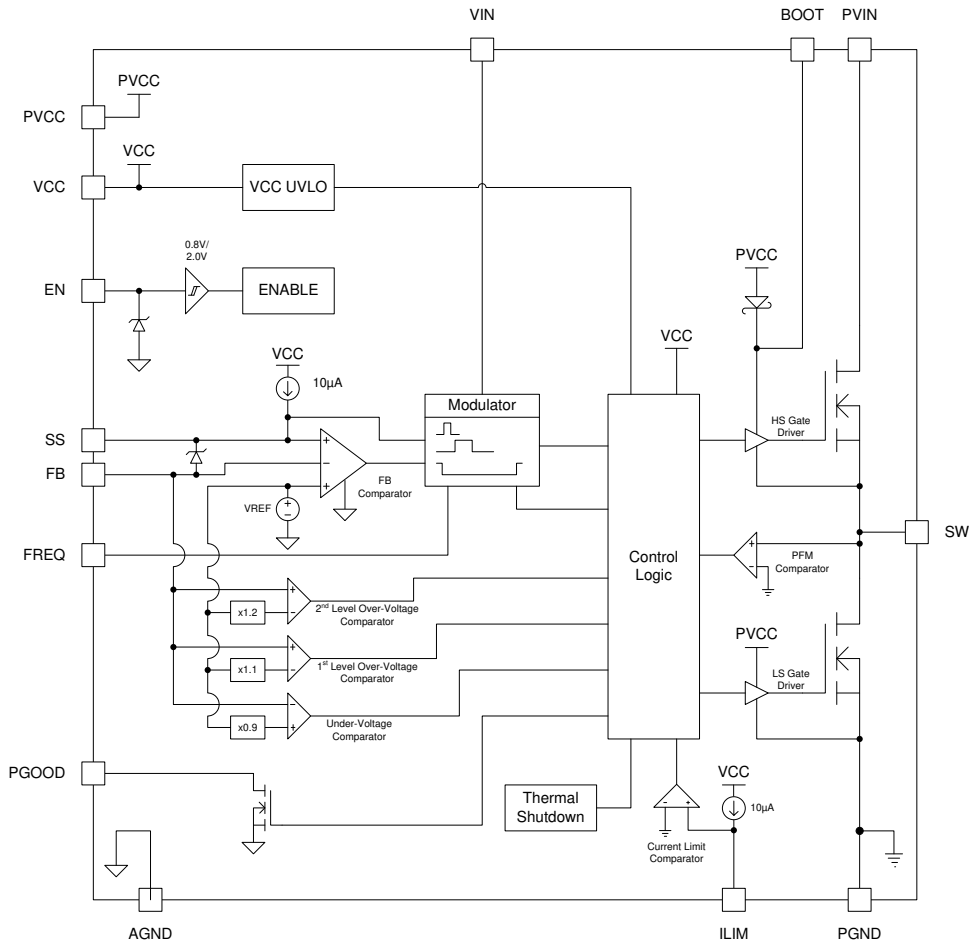 VIN
BOOT
PVIN
PVCC
PVCC
VCC
VCC
VCC UVLO
0.8V/
2.0V
EN
ENABLE
PVCC
VCC
VCC
10µA
Modulator
SS
FB
+
−
+
FB
Comparator
VREF
+
−
HS Gate
Driver
FREQ
Control
Logic
+
−
PFM
Comparator
SW
x1.2
+
−
2nd Level Over-Voltage
Comparator
x1.1
+
−
1st Level Over-Voltage
Comparator
PVCC
LS Gate
Driver
x0.9
−
+
Under-Voltage
Comparator
PGOOD
Thermal
Shutdown
VCC
10µA
-
+
Current Limit
Comparator
AGND
ILIM
PGND